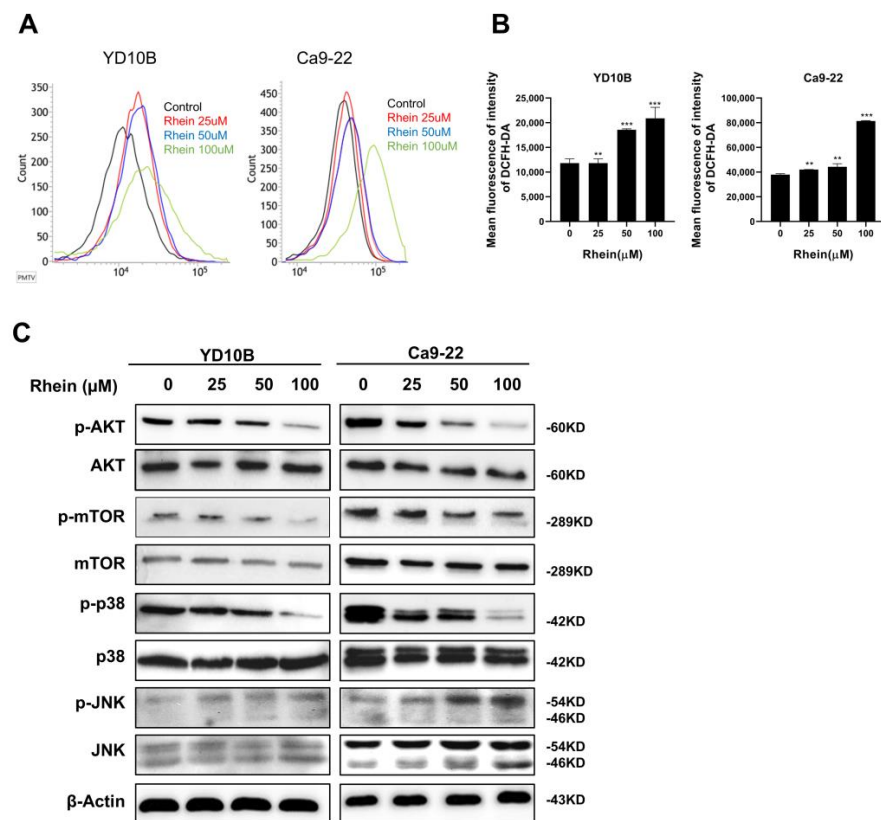 A
YD10B
Ca9-22
Count
350
300
250
200
150
100
50
0
Control
Rhein 25uM
Rhein 50uM
Rhein 100uM
10⁴
10⁵
PMTV
Count
450
400
350
300
250
200
150
100
50
0
Control
Rhein 25uM
Rhein 50uM
Rhein 100uM
10⁴
10⁵
B
YD10B
Mean fluorescence of intensity
of DCFH-DA
25,000
20,000
15,000
10,000
5,000
0
** *** ***
0 25 50 100
Rhein(μM)
Ca9-22
Mean fluorescence of intensity
of DCFH-DA
100,000
80,000
60,000
40,000
20,000
0
** ** ***
0 25 50 100
Rhein(μM)
C
YD10B Ca9-22
Rhein (μM) 0 25 50 100 0 25 50 100
p-AKT -60KD
AKT -60KD
p-mTOR -289KD
mTOR -289KD
p-p38 -42KD
p38 -42KD
p-JNK -54KD
-46KD
JNK -54KD
-46KD
β-Actin -43KD